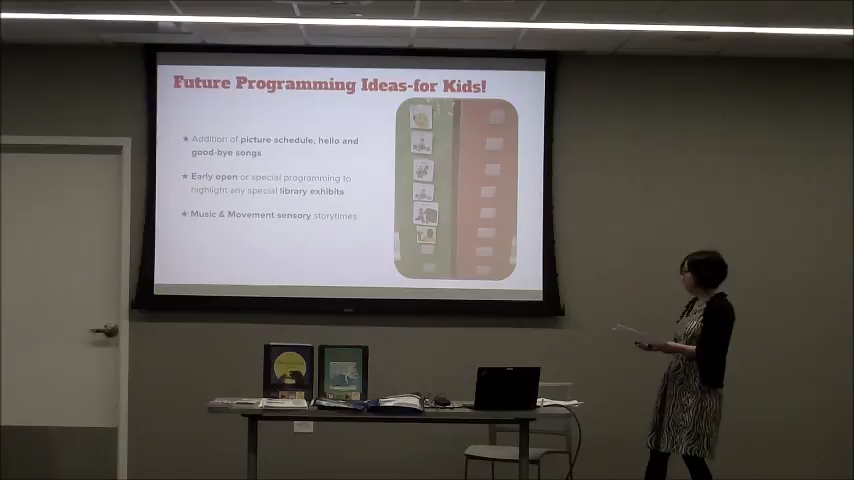 Future Programming Ideas-for Kids!
★ Addition of picture schedule, hello and
good-bye songs
★ Early open or special programming to
highlight any special library exhibits
★ Music & Movement sensory storytimes